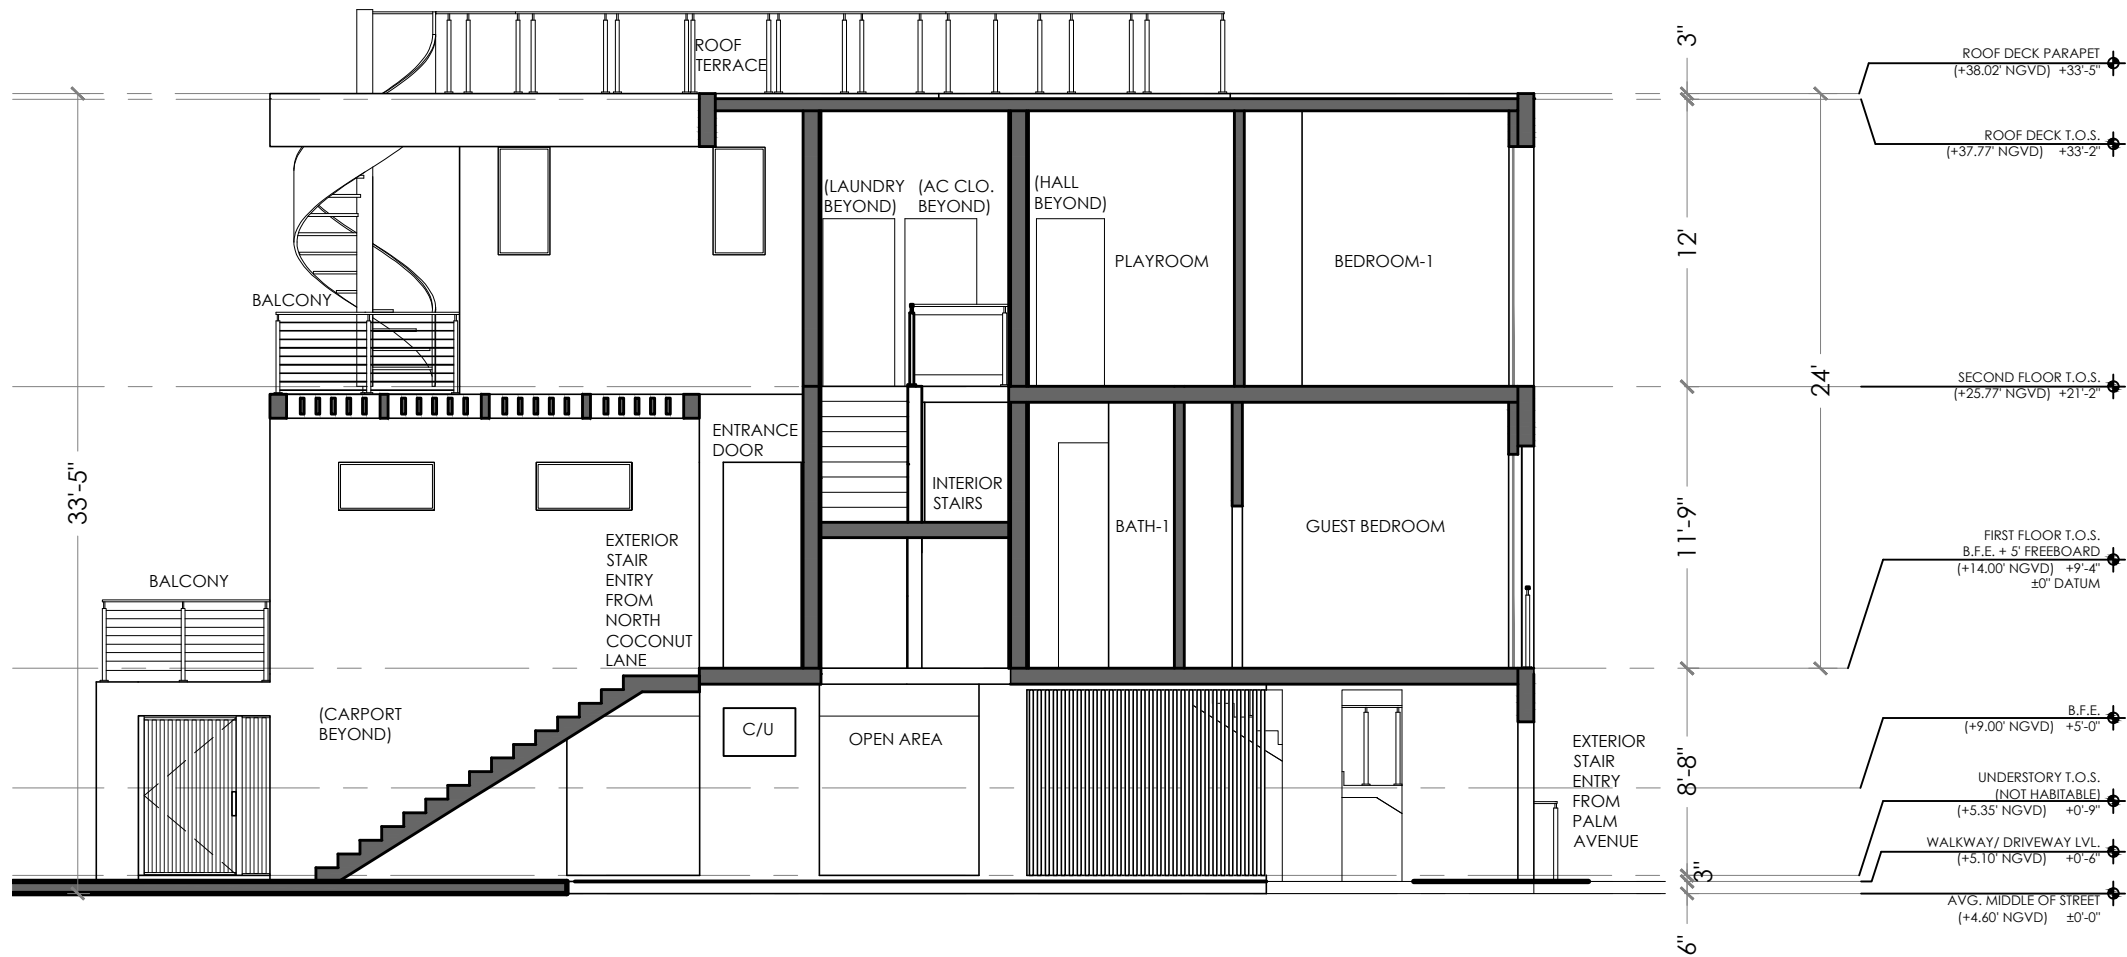 ROOF
TERRACE
3"
ROOF DECK PARAPET
(+38.02' NGVD) +33'-5"
ROOF DECK T.O.S.
(+37.77' NGVD) +33'-2"
(LAUNDRY
BEYOND)
(AC CLO.
BEYOND)
(HALL
BEYOND)
PLAYROOM
BEDROOM-1
12'
BALCONY
24'
SECOND FLOOR T.O.S.
(+25.77' NGVD) +21'-2"
33'-5"
ENTRANCE
DOOR
INTERIOR
STAIRS
BATH-1
GUEST BEDROOM
11'-9"
EXTERIOR
STAIR
ENTRY
FROM
NORTH
COCONUT
LANE
FIRST FLOOR T.O.S.
B.F.E. + 5' FREEBOARD
(+14.00' NGVD) +9'-4"
±0" DATUM
BALCONY
(CARPORT
BEYOND)
C/U
OPEN AREA
EXTERIOR
STAIR
ENTRY
FROM
PALM
AVENUE
8'-8"
B.F.E.
(+9.00' NGVD) +5'-0"
UNDERSTORY T.O.S.
(NOT HABITABLE)
(+5.35' NGVD) +0'-9"
WALKWAY/ DRIVEWAY LVL.
(+5.10' NGVD) +0'-6"
3"
AVG. MIDDLE OF STREET
(+4.60' NGVD) ±0'-0"
6"